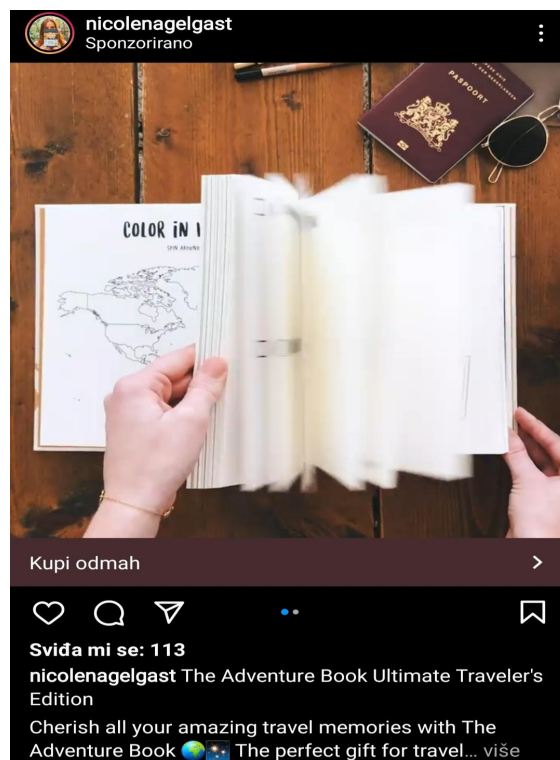 nicolenagelgast
Sponzorirano
PASPOORT
COLOR iN
Kupi odmah
Sviđa mi se: 113
nicolenagelgast The Adventure Book Ultimate Traveler's
Edition
Cherish all your amazing travel memories with The
Adventure Book 🌍🌠 The perfect gift for travel... više